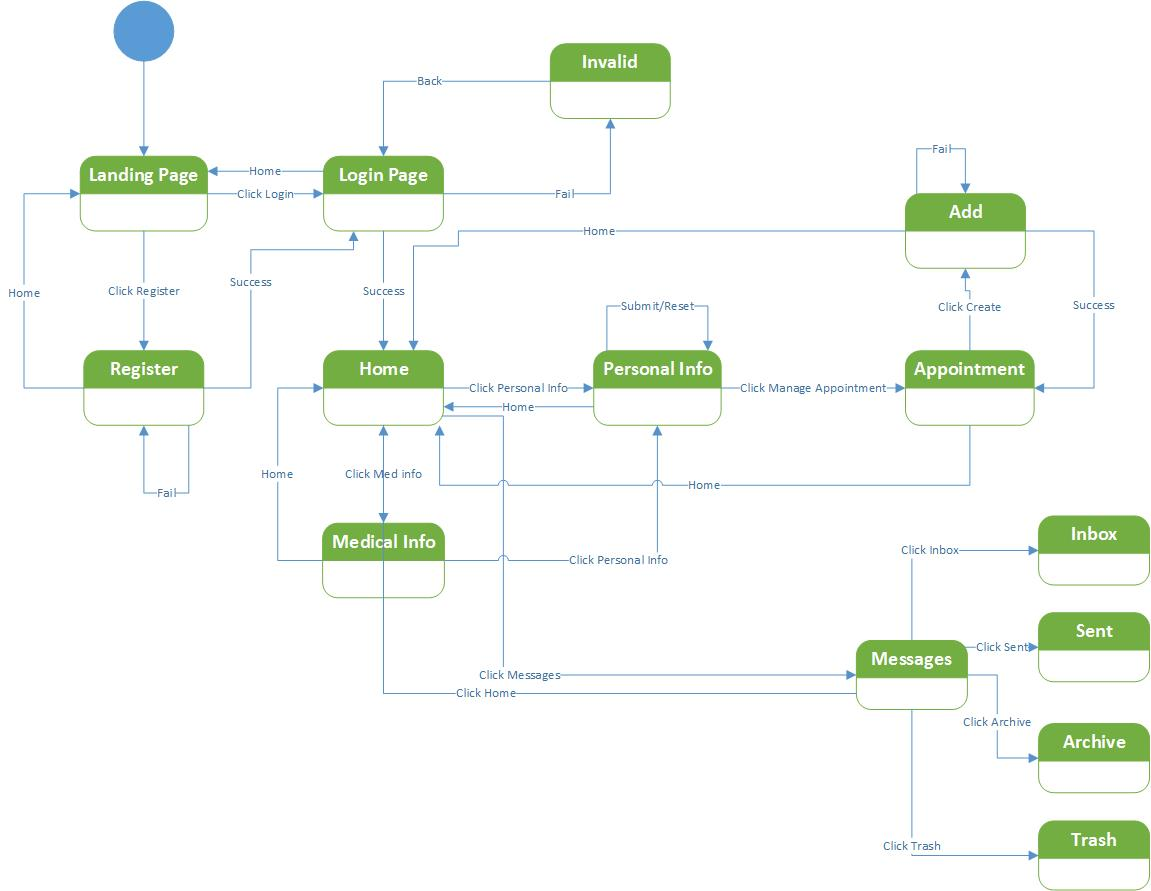 Invalid
Back
Landing Page
Home
Click Login
Login Page
Fail
Fail
Add
Home
Home
Click Register
Success
Success
Submit/Reset
Click Create
Success
Register
Home
Click Personal Info
Home
Personal Info
Click Manage Appointment
Appointment
Fail
Home
Click Med info
Home
Medical Info
Click Personal Info
Click Inbox
Inbox
Messages
Click Sent
Sent
Click Messages
Click Home
Click Archive
Archive
Click Trash
Trash